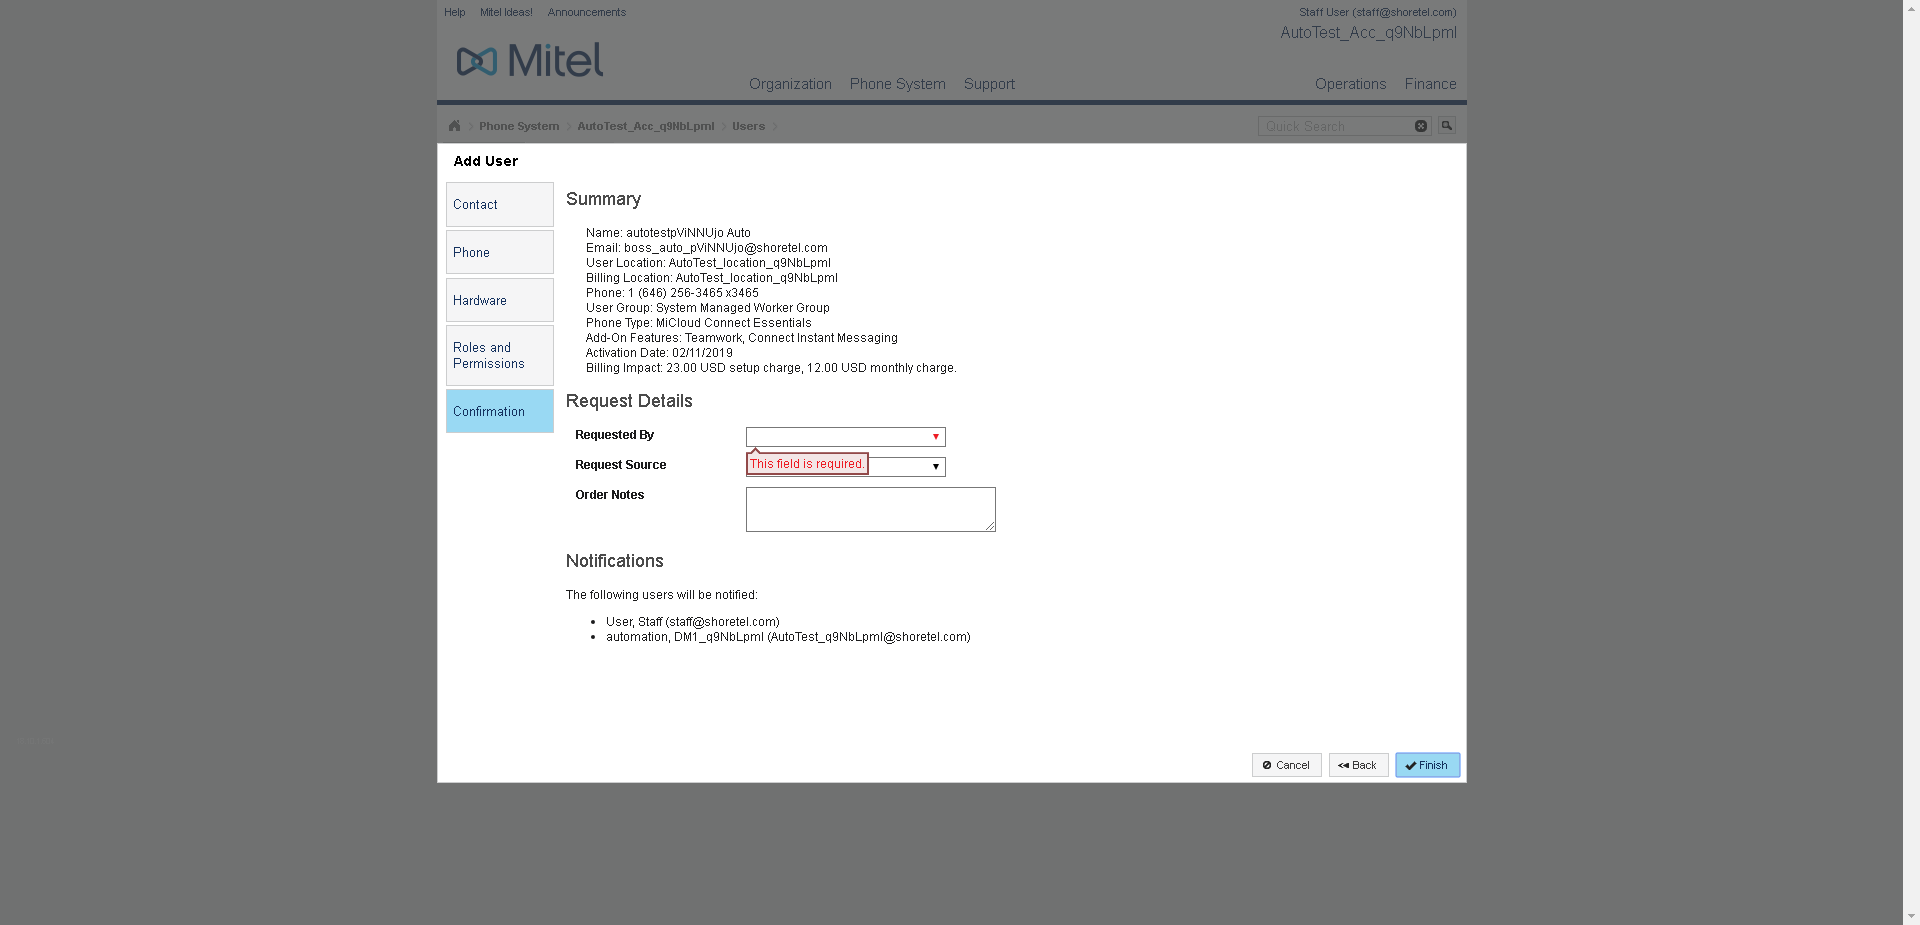 Help Mitel Ideas! Announcements Staff User (staff@shoretel.com)
AutoTest_Acc_q9NbLpml
Mitel
Organization Phone System Support Operations Finance
Phone System AutoTest_Acc_q9NbLpml Users Quick Search
Add User
Contact
Phone
Hardware
Roles and
Permissions
Confirmation
Summary
Name: autotestpViNNUjo Auto
Email: boss_auto_pViNNUjo@shoretel.com
User Location: AutoTest_location_q9NbLpml
Billing Location: AutoTest_location_q9NbLpml
Phone: 1 (646) 256-3465 x3465
User Group: System Managed Worker Group
Phone Type: MiCloud Connect Essentials
Add-On Features: Teamwork, Connect Instant Messaging
Activation Date: 02/11/2019
Billing Impact: 23.00 USD setup charge, 12.00 USD monthly charge.
Request Details
Requested By
This field is required.
Request Source
Order Notes
Notifications
The following users will be notified:
• User, Staff (staff@shoretel.com)
• automation, DM1_q9NbLpml (AutoTest_q9NbLpml@shoretel.com)
Cancel Back Finish